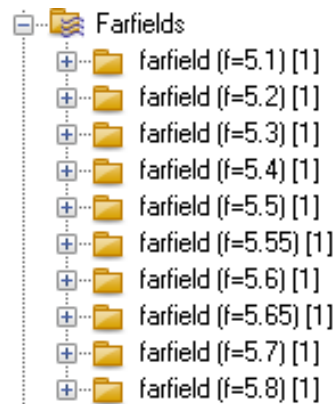 Farfields
farfield (f=5.1) [1]
farfield (f=5.2) [1]
farfield (f=5.3) [1]
farfield (f=5.4) [1]
farfield (f=5.5) [1]
farfield (f=5.55) [1]
farfield (f=5.6) [1]
farfield (f=5.65) [1]
farfield (f=5.7) [1]
farfield (f=5.8) [1]